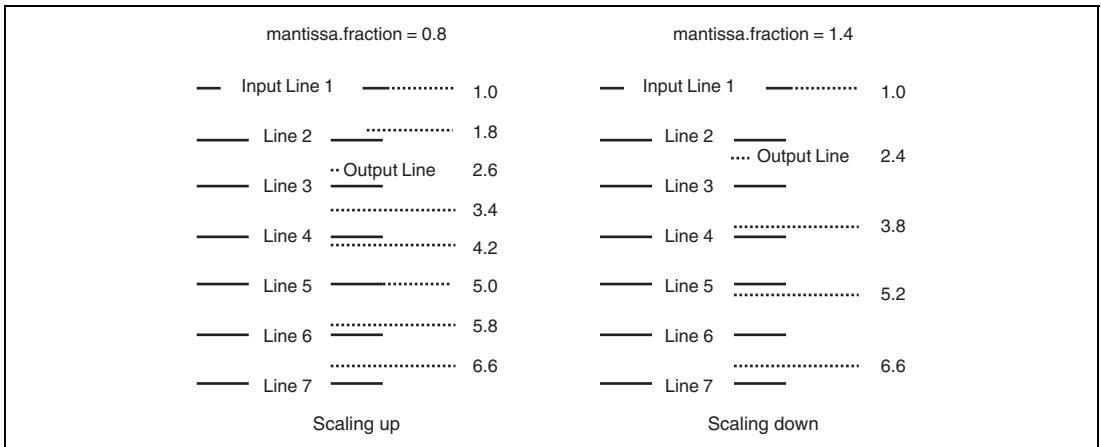 mantissa.fraction = 0.8
Input Line 1
1.0
1.8
Line 2
Output Line
2.6
Line 3
3.4
Line 4
4.2
Line 5
5.0
5.8
Line 6
6.6
Line 7
Scaling up
mantissa.fraction = 1.4
Input Line 1
1.0
Line 2
Output Line
2.4
Line 3
3.8
Line 4
Line 5
5.2
Line 6
6.6
Line 7
Scaling down